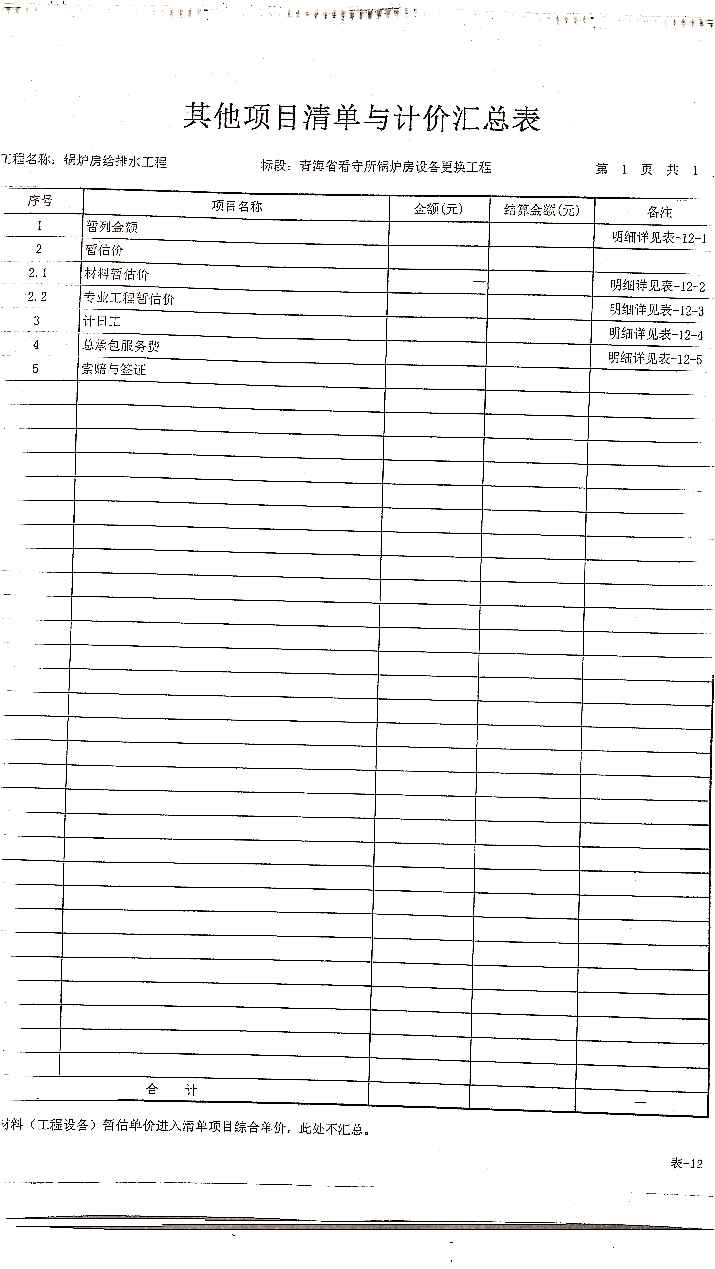 其他项目清单与计价汇总表
工程名称：锅炉房给排水工程 标段：青海省看守所锅炉房设备更换工程 第 1 页 共 1
序号 项目名称 金额(元) 结算金额(元) 备注
1 暂列金额 明细详见表-12-1
2 暂估价
2.1 材料暂估价 — 明细详见表-12-2
2.2 专业工程暂估价 明细详见表-12-3
3 计日工 明细详见表-12-4
4 总承包服务费 明细详见表-12-5
5 索赔与签证
合 计 —
材料（工程设备）暂估单价进入清单项目综合单价，此处不汇总。
表-12